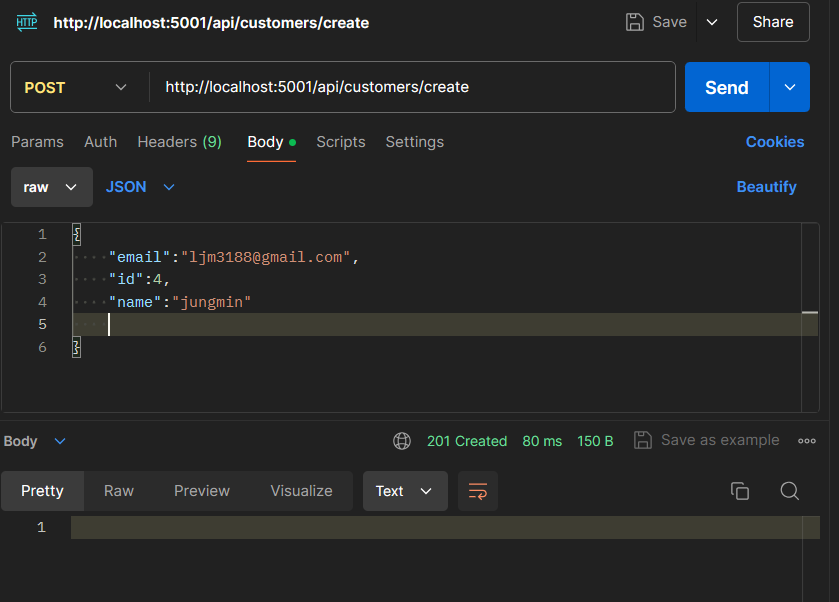 HTTP http://localhost:5001/api/customers/create Save Share
POST http://localhost:5001/api/customers/create Send
Params Auth Headers (9) Body Scripts Settings Cookies
raw JSON Beautify
1 {
2 "email":"ljm3188@gmail.com",
3 "id":4,
4 "name":"jungmin"
5
6 }
Body 201 Created 80 ms 150 B Save as example
Pretty Raw Preview Visualize Text
1